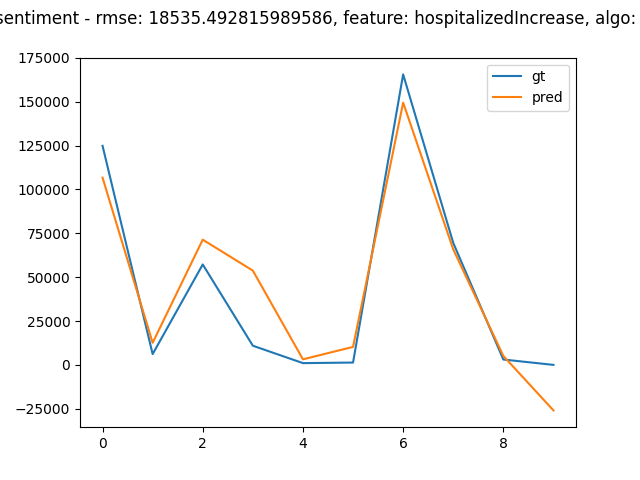 sentiment - rmse: 18535.492815989586, feature: hospitalizedIncrease, algo:
175000
150000
125000
100000
75000
50000
25000
0
−25000
0 2 4 6 8
gt
pred